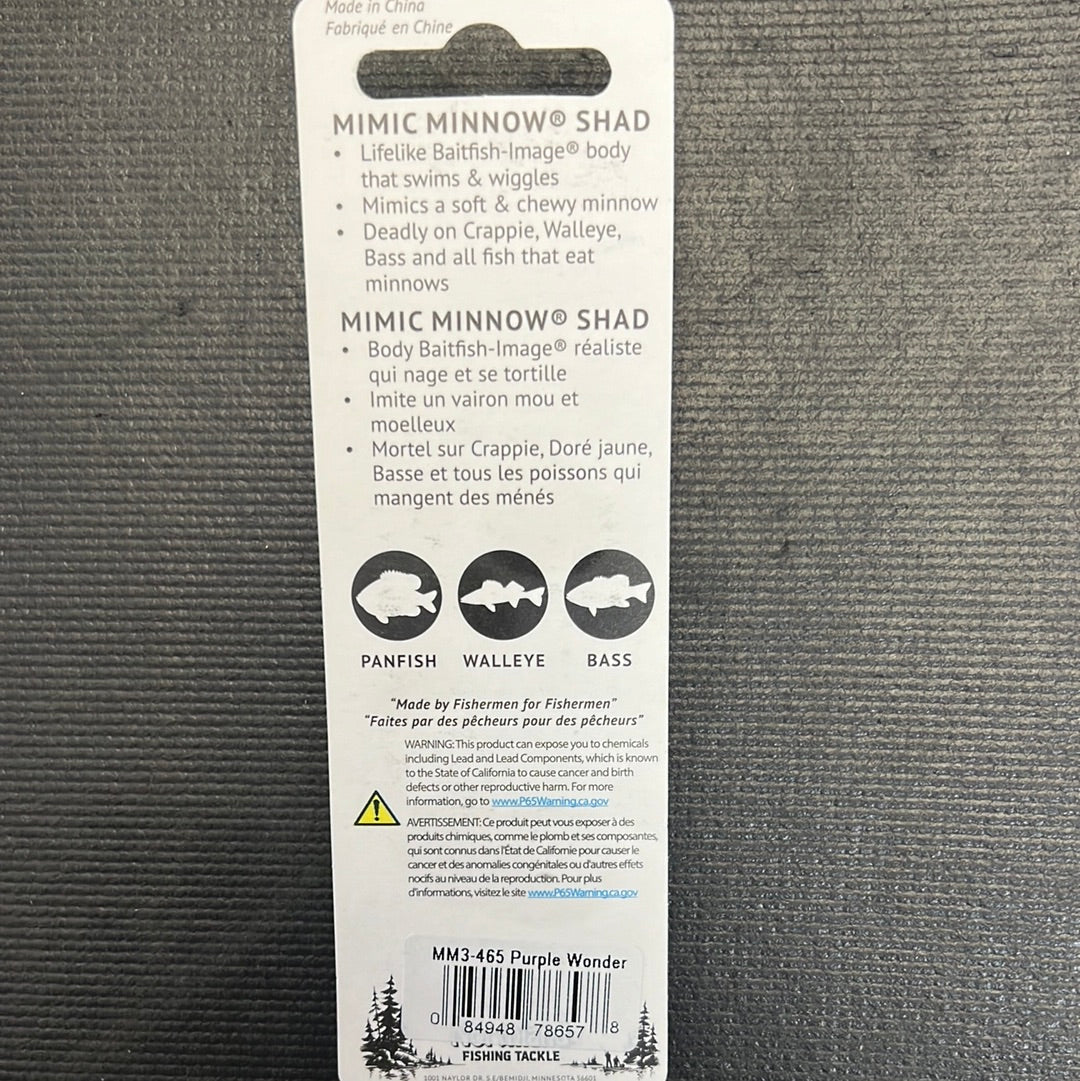 Made in China
Fabriqué en Chine
MIMIC MINNOW® SHAD
• Lifelike Baitfish-Image® body
that swims & wiggles
• Mimics a soft & chewy minnow
• Deadly on Crappie, Walleye,
Bass and all fish that eat
minnows
MIMIC MINNOW® SHAD
• Body Baitfish-Image® réaliste
qui nage et se tortille
• Imite un vairon mou et
moelleux
• Mortel sur Crappie, Doré jaune,
Basse et tous les poissons qui
mangent des ménés
PANFISH WALLEYE BASS
“Made by Fishermen for Fishermen”
“Faites par des pêcheurs pour des pêcheurs”
WARNING: This product can expose you to chemicals
including Lead and Lead Components, which is known
to the State of California to cause cancer and birth
defects or other reproductive harm. For more
information, go to www.P65Warning.ca.gov
AVERTISSEMENT: Ce produit peut vous exposer à des
produits chimiques, comme le plomb et ses composantes,
qui sont connus dans l'État de Californie pour causer le
cancer et des anomalies congénitales ou d'autres effets
nocifs au niveau de la reproduction. Pour plus
d'informations, visitez le site www.P65Warning.ca.gov
MM3-465 Purple Wonder
0 84948 78657 8
FISHING TACKLE
1001 NAYLOR DR. S.E/BEMIDJI, MINNESOTA 56601